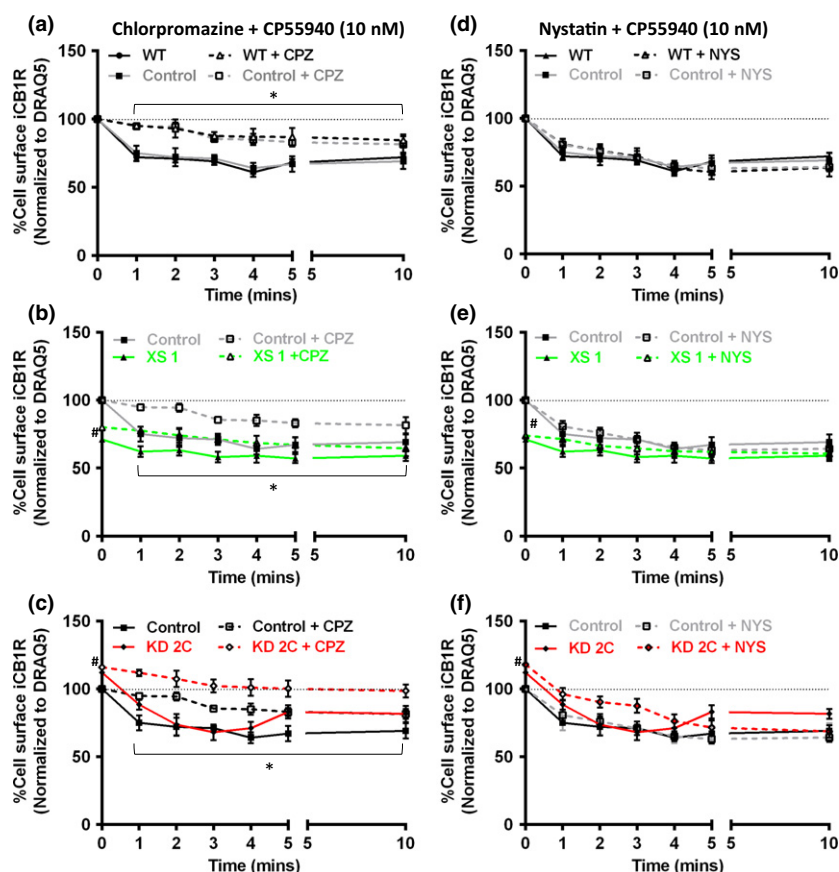 Chlorpromazine + CP55940 (10 nM)
Nystatin + CP55940 (10 nM)
(a)
WT
WT + CPZ
Control
Control + CPZ
*
%Cell surface iCB1R
(Normalized to DRAQ5)
150
100
50
0
0 1 2 3 4 5 5 10
Time (mins)
(d)
WT
WT + NYS
Control
Control + NYS
%Cell surface iCB1R
(Normalized to DRAQ5)
150
100
50
0
0 1 2 3 4 5 5 10
Time (mins)
(b)
Control
Control + CPZ
XS 1
XS 1 +CPZ
#
*
%Cell surface iCB1R
(Normalized to DRAQ5)
150
100
50
0
0 1 2 3 4 5 5 10
Time (mins)
(e)
Control
Control + NYS
XS 1
XS 1 + NYS
#
%Cell surface iCB1R
(Normalized to DRAQ5)
150
100
50
0
0 1 2 3 4 5 5 10
Time (mins)
(c)
Control
Control + CPZ
KD 2C
KD 2C + CPZ
#
*
%Cell surface iCB1R
(Normalized to DRAQ5)
150
100
50
0
0 1 2 3 4 5 5 10
Time (mins)
(f)
Control
Control + NYS
KD 2C
KD 2C + NYS
#
%Cell surface iCB1R
(Normalized to DRAQ5)
150
100
50
0
0 1 2 3 4 5 5 10
Time (mins)